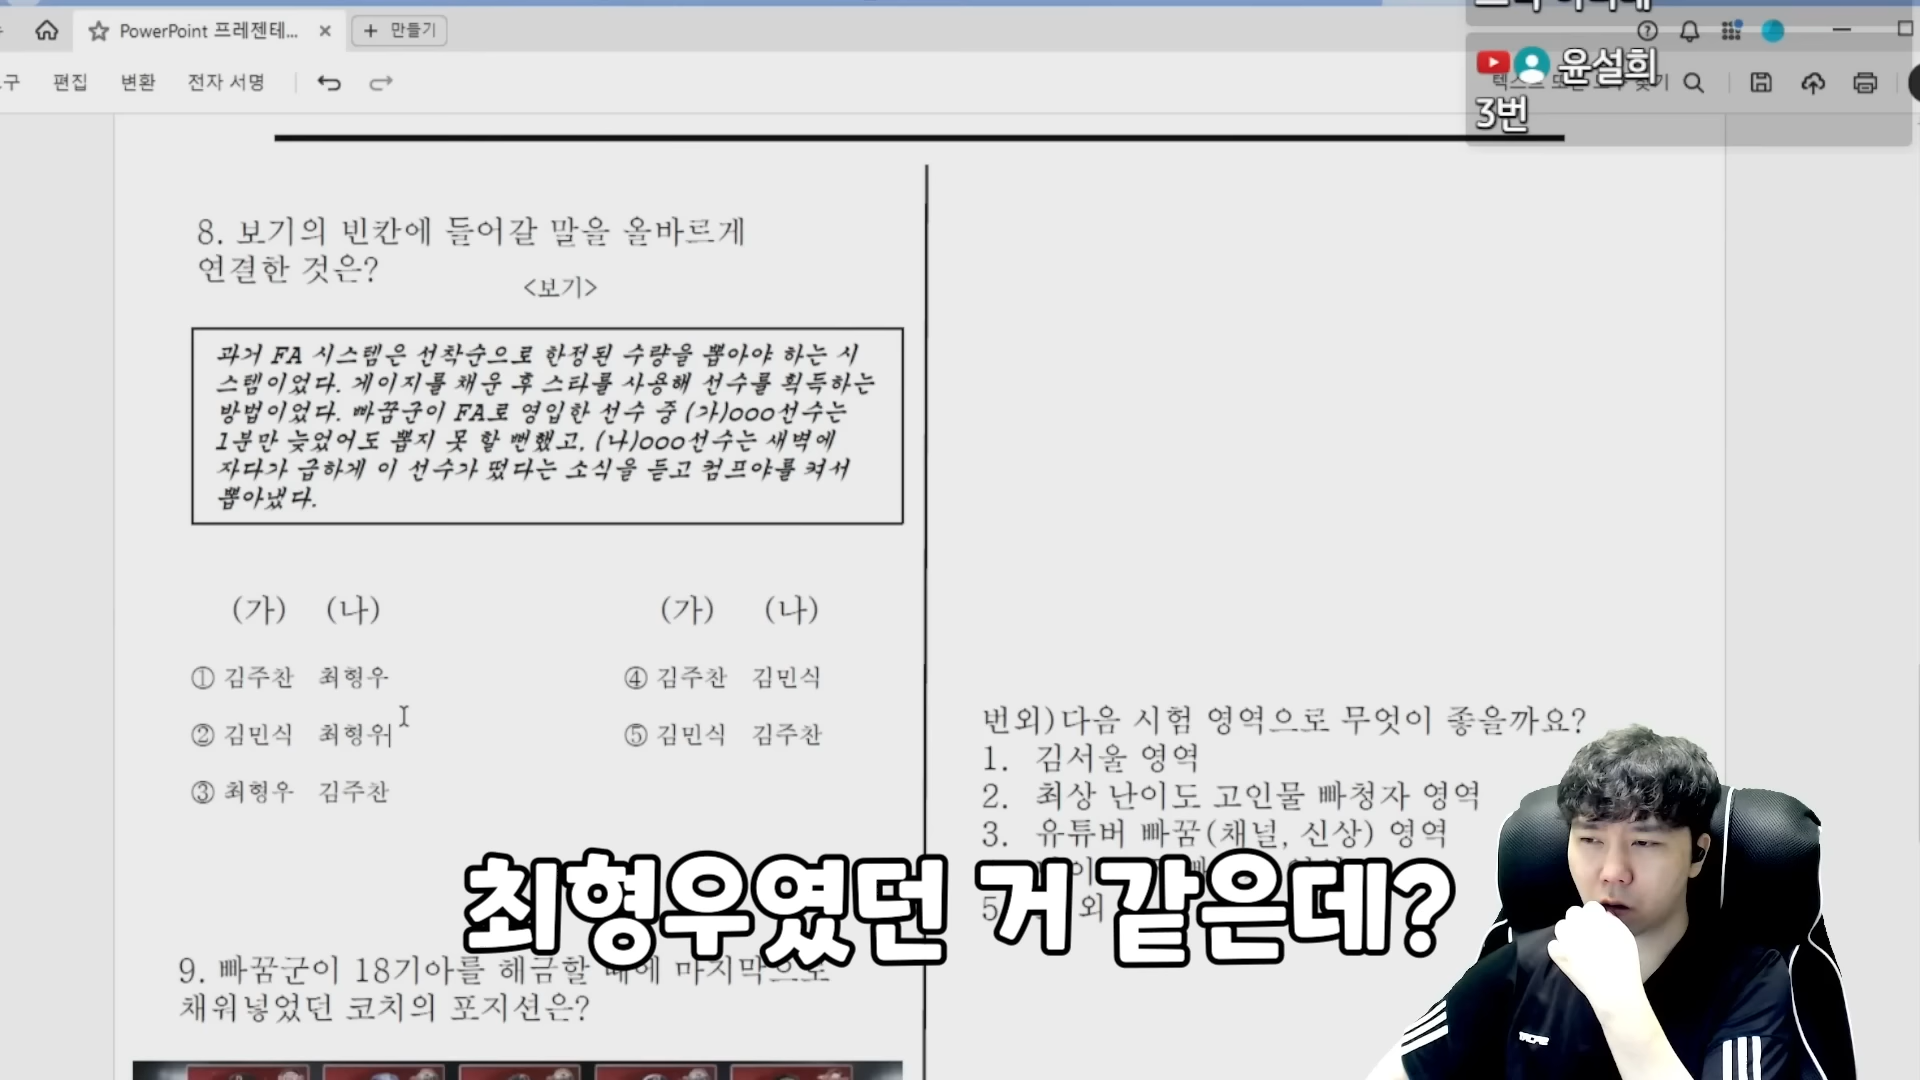 PowerPoint 프레젠테...
만들기
편집
변환
전자 서명
윤설희
3번
8. 보기의 빈칸에 들어갈 말을 올바르게
연결한 것은?
<보기>
과거 FA 시스템은 선착순으로 한정된 수량을 뽑아야 하는 시
스템이었다. 게이지를 채운 후 스타를 사용해 선수를 획득하는
방법이었다. 빠꿈군이 FA로 영입한 선수 중 (가)ooo선수는
1분만 늦었어도 뽑지 못 할 뻔했고, (나)ooo선수는 새벽에
자다가 급하게 이 선수가 떴다는 소식을 듣고 컴프야를 켜서
뽑아냈다.
(가) (나)
① 김주찬 최형우
② 김민식 최형우
③ 최형우 김주찬
(가) (나)
④ 김주찬 김민식
⑤ 김민식 김주찬
9. 빠꿈군이 18기아를 해금할 때에 마지막으로
채워넣었던 코치의 포지션은?
번외)다음 시험 영역으로 무엇이 좋을까요?
1. 김서울 영역
2. 최상 난이도 고인물 빠청자 영역
3. 유튜버 빠꿈(채널, 신상) 영역
최형우였던 거 같은데?